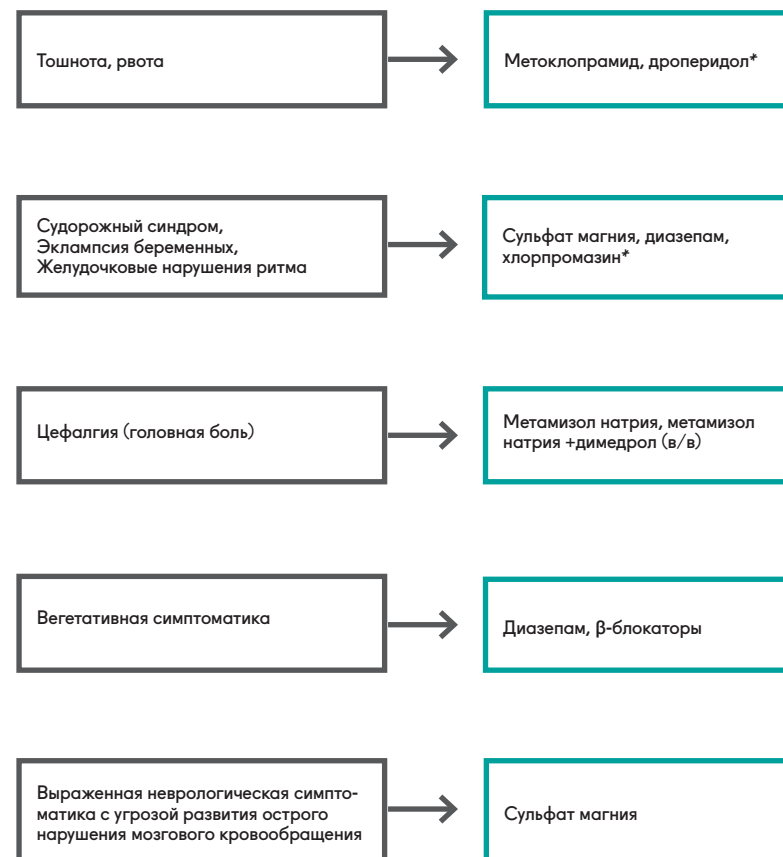 Тошнота, рвота
Метоклопрамид, дроперидол*
Судорожный синдром,
Эклампсия беременных,
Желудочковые нарушения ритма
Сульфат магния, диазепам,
хлорпромазин*
Цефалгия (головная боль)
Метамизол натрия, метамизол
натрия +димедрол (в/в)
Вегетативная симптоматика
Диазепам, β-блокаторы
Выраженная неврологическая симпто-
матика с угрозой развития острого
нарушения мозгового кровообращения
Сульфат магния